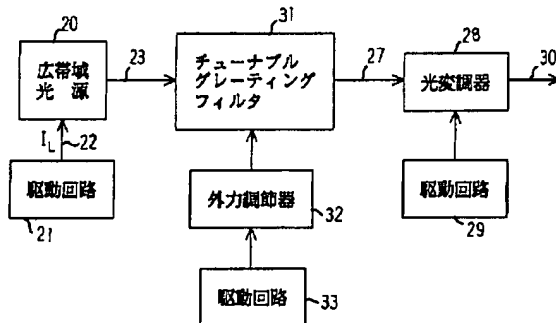 20
広帯域
光源
23
31
チューナブル
グレーティング
フィルタ
27
28
光変調器
30
I_L
22
駆動回路
21
外力調節器
32
駆動回路
29
駆動回路
33